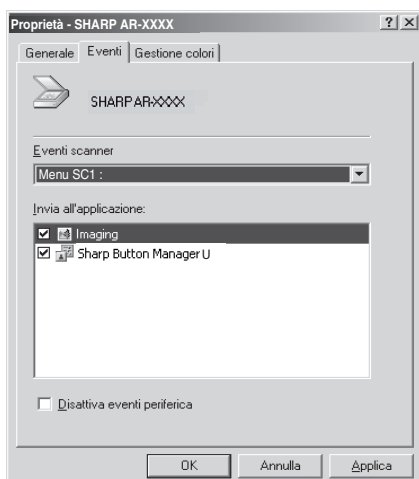 Proprietà - SHARP AR-XXXX
Generale Eventi Gestione colori
SHARP AR-XXXX
Eventi scanner
Menu SC1 :
Invia all'applicazione:
Imaging
Sharp Button Manager U
Disattiva eventi periferica
OK Annulla Applica